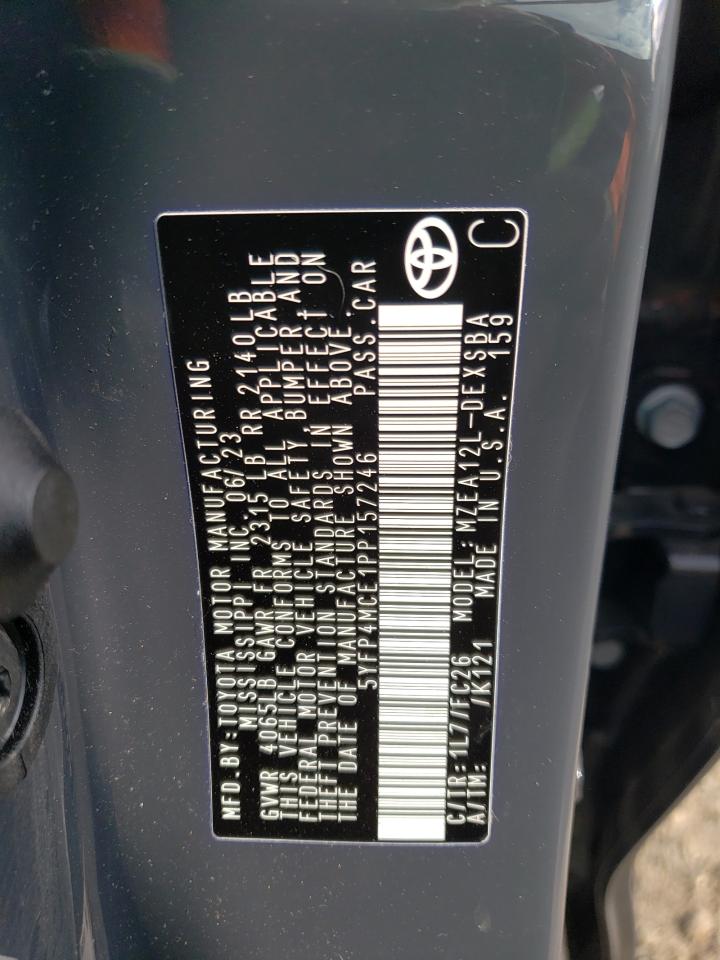 MFD.BY:TOYOTA MOTOR MANUFACTURING
MISSISSIPPI INC. 06/23
GVWR 4065LB GAWR FR 2315 LB RR 2140LB
THIS VEHICLE CONFORMS TO ALL APPLICABLE
FEDERAL MOTOR VEHICLE SAFETY, BUMPER, AND
THEFT PREVENTION STANDARDS IN EFFECT ON
THE DATE OF MANUFACTURE SHOWN ABOVE.
5YFP4MCE1PP157246 PASS.CAR
C/TR:1L7/FC26 MODEL:MZEA12L-DEXSBA
A/TM: /K121 MADE IN U.S.A. 159
C